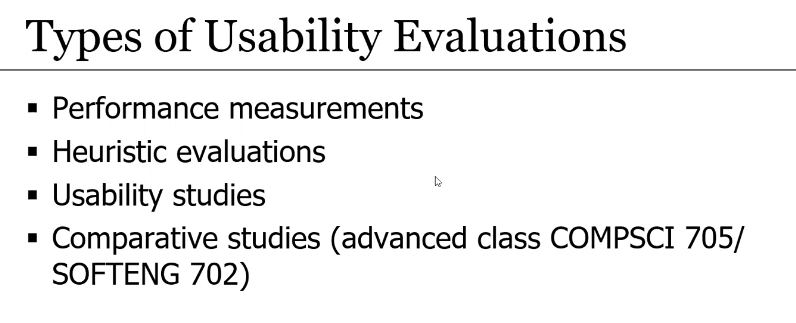 Types of Usability Evaluations
▪ Performance measurements
▪ Heuristic evaluations
▪ Usability studies
▪ Comparative studies (advanced class COMPSCI 705/
SOFTENG 702)